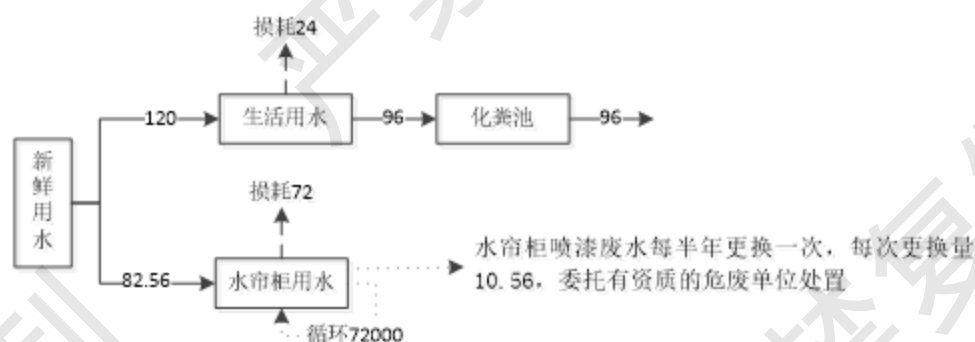 损耗24
120
生活用水
96
化粪池
96
新鲜用水
损耗72
82.56
水帘柜用水
水帘柜喷漆废水每半年更换一次，每次更换量
10.56，委托有资质的危废单位处置
循环72000